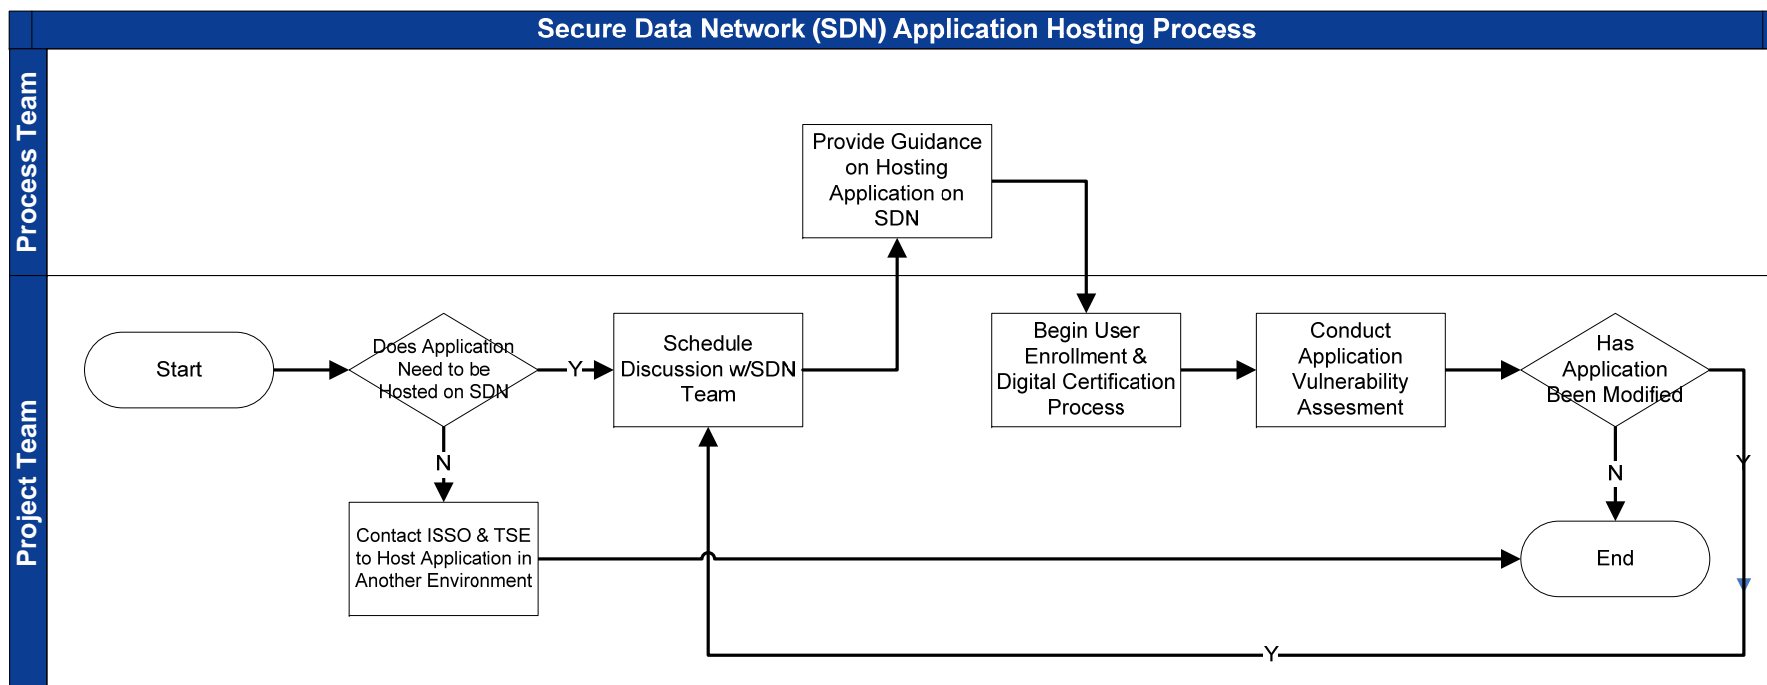 Secure Data Network (SDN) Application Hosting Process
Process Team
Provide Guidance
on Hosting
Application on
SDN
Project Team
Start
Does Application
Need to be
Hosted on SDN
Y
N
Schedule
Discussion w/SDN
Team
Begin User
Enrollment &
Digital Certification
Process
Conduct
Application
Vulnerability
Assesment
Has
Application
Been Modified
Y
N
Contact ISSO & TSE
to Host Application in
Another Environment
End
Y